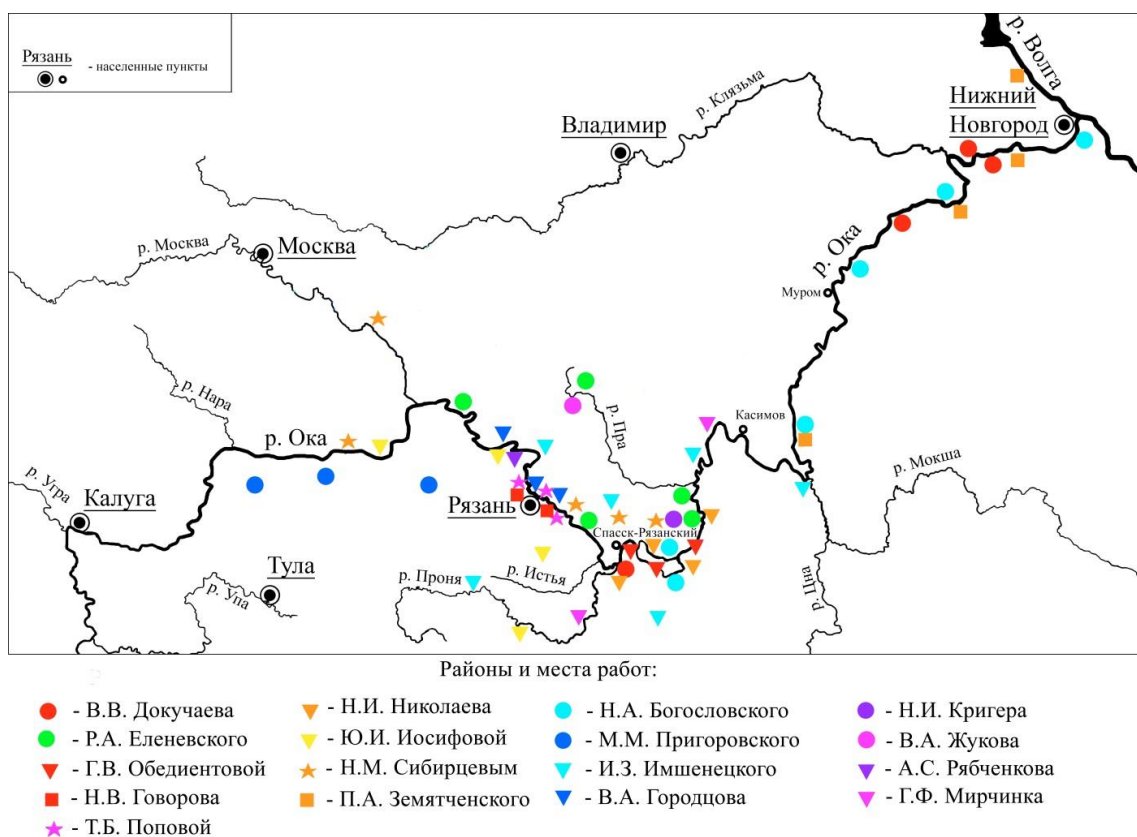 Рязань
- населенные пункты
р. Волга
Нижний
Новгород
р. Клязьма
Владимир
р. Москва
Москва
р. Ока
Муром
р. Нара
р. Пра
Касимов
р. Ока
р. Мокша
р. Угра
Калуга
Рязань
Спасск-Рязанский
Тула
р. Упа
р. Проня
р. Истья
р. Цна
Районы и места работ:
- В.В. Докучаева
- Р.А. Еленевского
- Г.В. Обедиентовой
- Н.В. Говорова
- Т.Б. Поповой
- Н.И. Николаева
- Ю.И. Иосифовой
- Н.М. Сибирцевым
- П.А. Земятченского
- Н.А. Богословского
- М.М. Пригоровского
- И.З. Имшенецкого
- В.А. Городцова
- Н.И. Кригера
- В.А. Жукова
- А.С. Рябченкова
- Г.Ф. Мирчинка